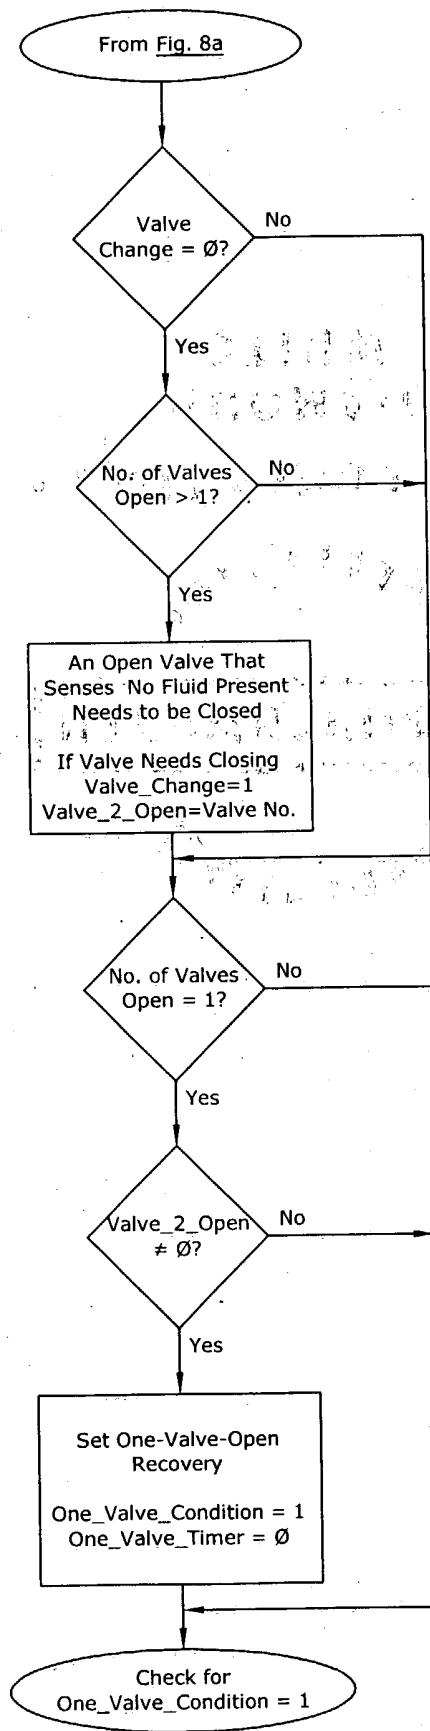 From Fig. 8a
Valve
Change = Ø?
No
Yes
No. of Valves
Open > 1?
No
Yes
An Open Valve That
Senses No Fluid Present
Needs to be Closed
If Valve Needs Closing
Valve_Change=1
Valve_2_Open=Valve No.
No. of Valves
Open = 1?
No
Yes
Valve_2_Open
≠ Ø?
No
Yes
Set One-Valve-Open
Recovery
One_Valve_Condition = 1
One_Valve_Timer = Ø
Check for
One_Valve_Condition = 1